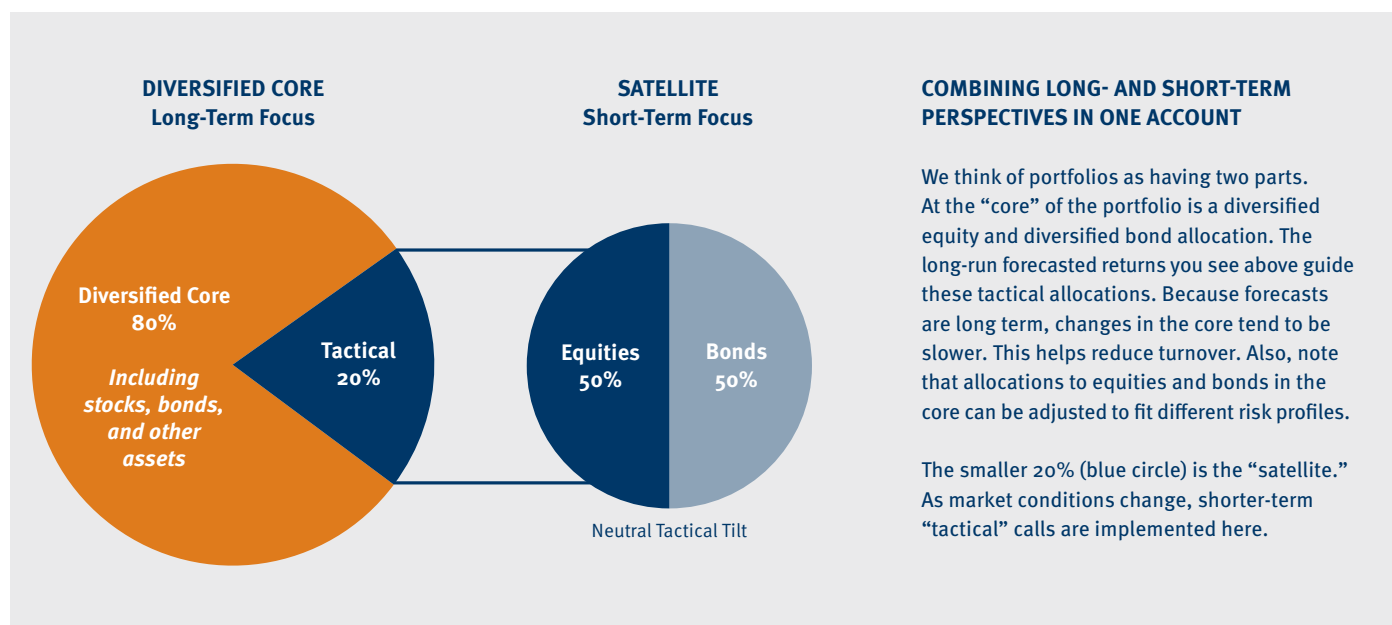 DIVERSIFIED CORE
Long-Term Focus
Diversified Core
80%
Including
stocks, bonds,
and other
assets
Tactical
20%
SATELLITE
Short-Term Focus
Equities
50%
Bonds
50%
Neutral Tactical Tilt
COMBINING LONG- AND SHORT-TERM
PERSPECTIVES IN ONE ACCOUNT
We think of portfolios as having two parts.
At the “core” of the portfolio is a diversified
equity and diversified bond allocation. The
long-run forecasted returns you see above guide
these tactical allocations. Because forecasts
are long term, changes in the core tend to be
slower. This helps reduce turnover. Also, note
that allocations to equities and bonds in the
core can be adjusted to fit different risk profiles.
The smaller 20% (blue circle) is the “satellite.”
As market conditions change, shorter-term
“tactical” calls are implemented here.